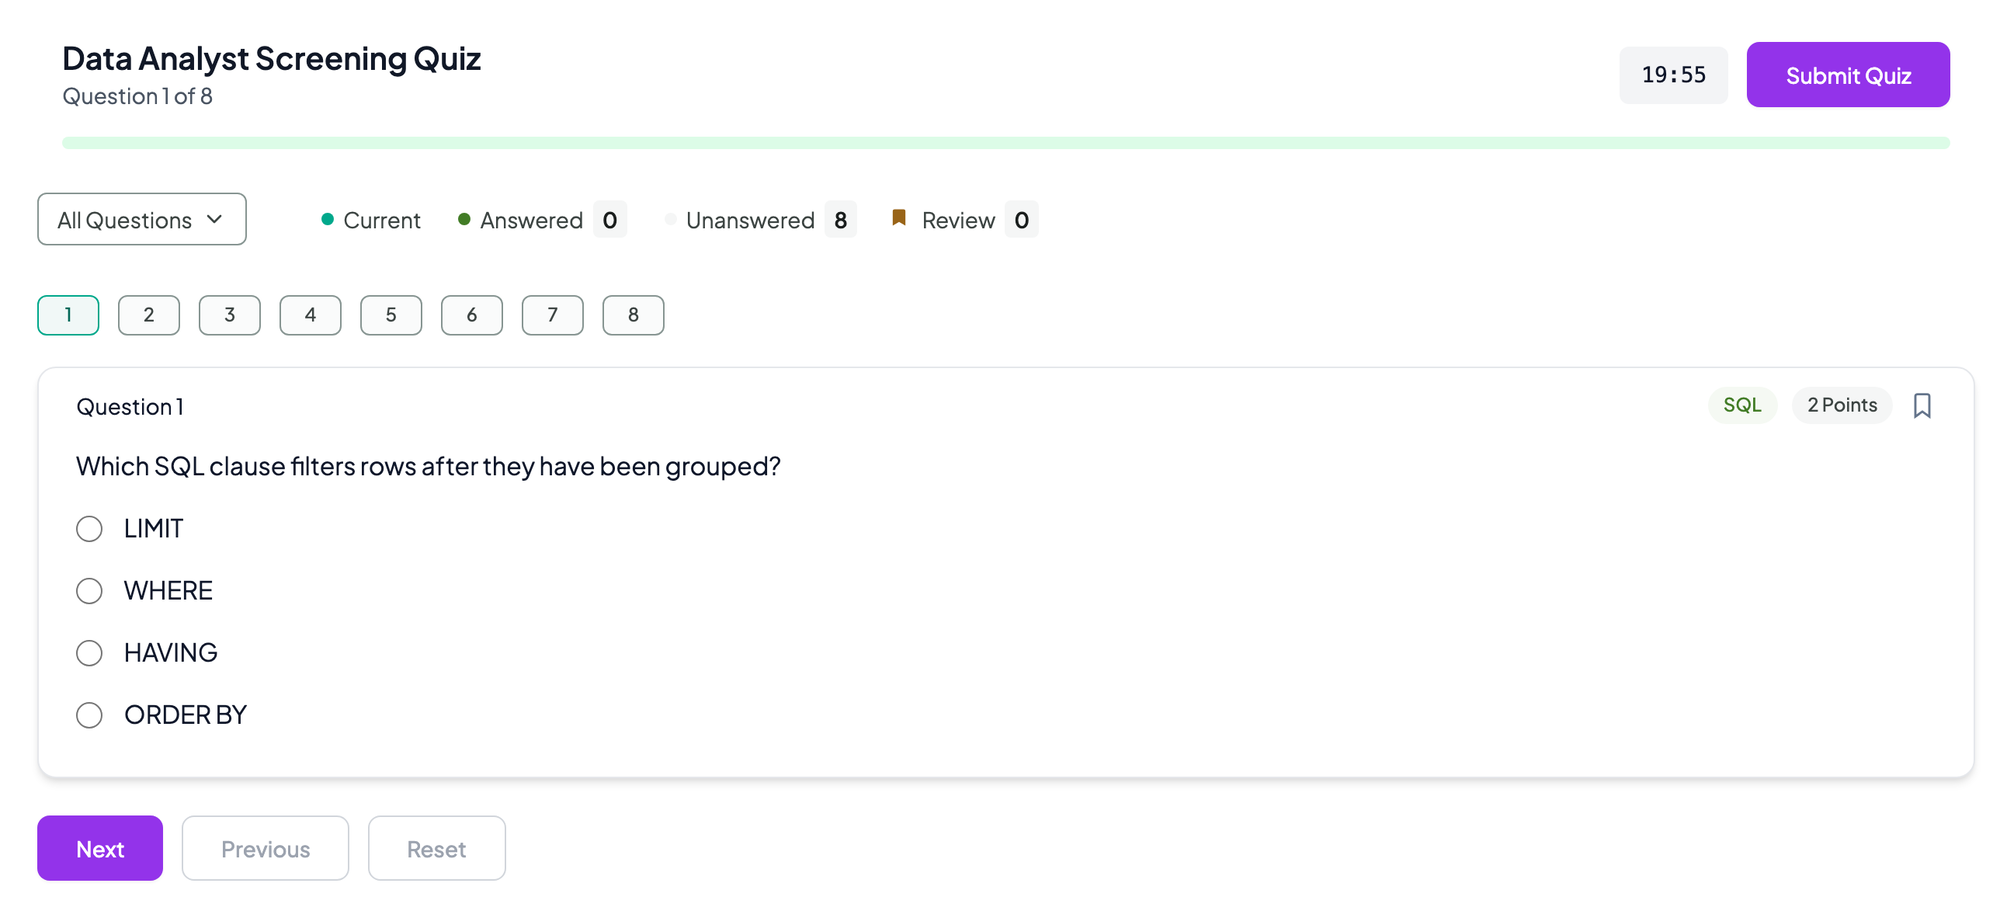 Data Analyst Screening Quiz
Question 1 of 8
19:55
Submit Quiz
All Questions
Current
Answered 0
Unanswered 8
Review 0
1 2 3 4 5 6 7 8
Question 1
SQL
2 Points
Which SQL clause filters rows after they have been grouped?
LIMIT
WHERE
HAVING
ORDER BY
Next
Previous
Reset